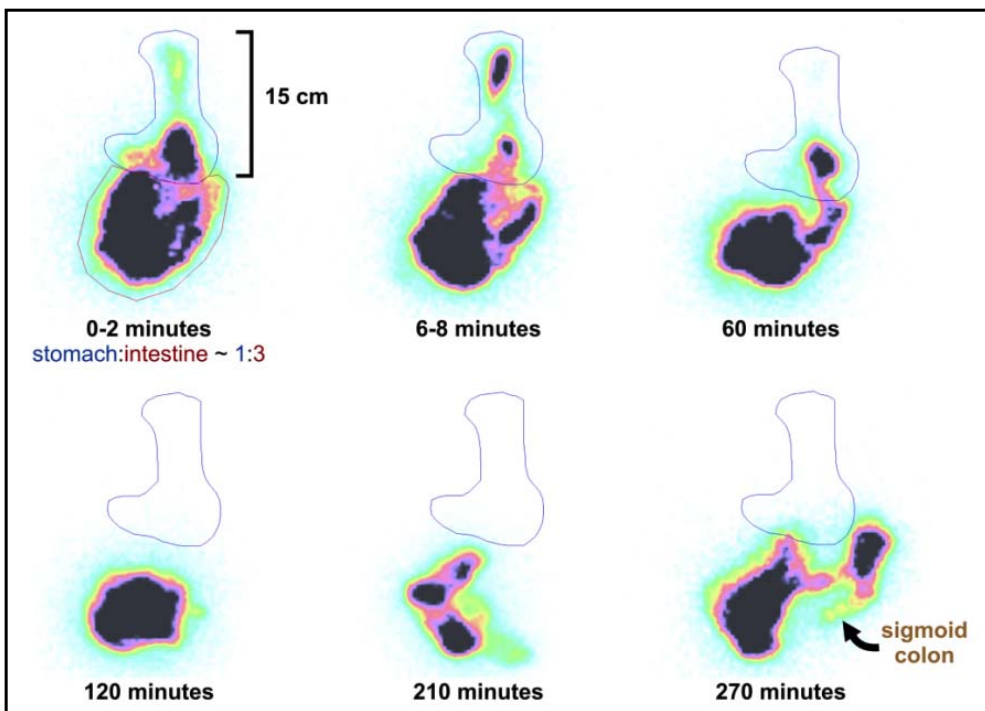 15 cm
0-2 minutes
stomach:intestine ~ 1:3
6-8 minutes
60 minutes
120 minutes
210 minutes
270 minutes
sigmoid
colon